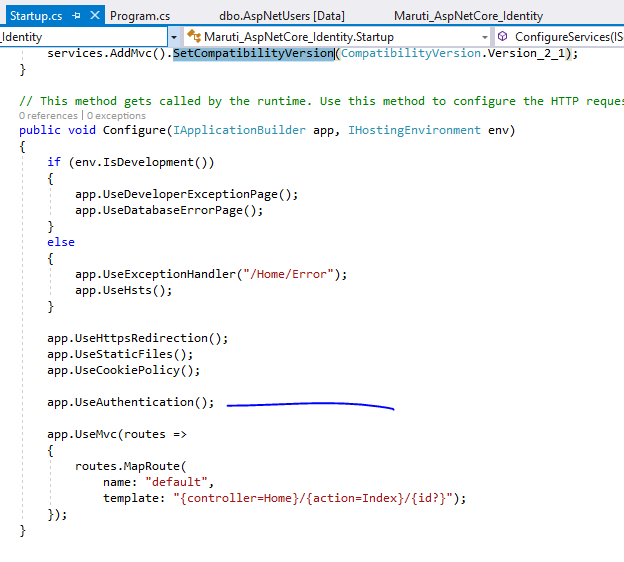 Startup.cs Program.cs dbo.AspNetUsers [Data] Maruti_AspNetCore_Identity
_Identity Maruti_AspNetCore_Identity.Startup ConfigureServices(IS
services.AddMvc().SetCompatibilityVersion(CompatibilityVersion.Version_2_1);
}
// This method gets called by the runtime. Use this method to configure the HTTP reques
0 references | 0 exceptions
public void Configure(IApplicationBuilder app, IHostingEnvironment env)
{
if (env.IsDevelopment())
{
app.UseDeveloperExceptionPage();
app.UseDatabaseErrorPage();
}
else
{
app.UseExceptionHandler("/Home/Error");
app.UseHsts();
}
app.UseHttpsRedirection();
app.UseStaticFiles();
app.UseCookiePolicy();
app.UseAuthentication();
app.UseMvc(routes =>
{
routes.MapRoute(
name: "default",
template: "{controller=Home}/{action=Index}/{id?}");
});
}